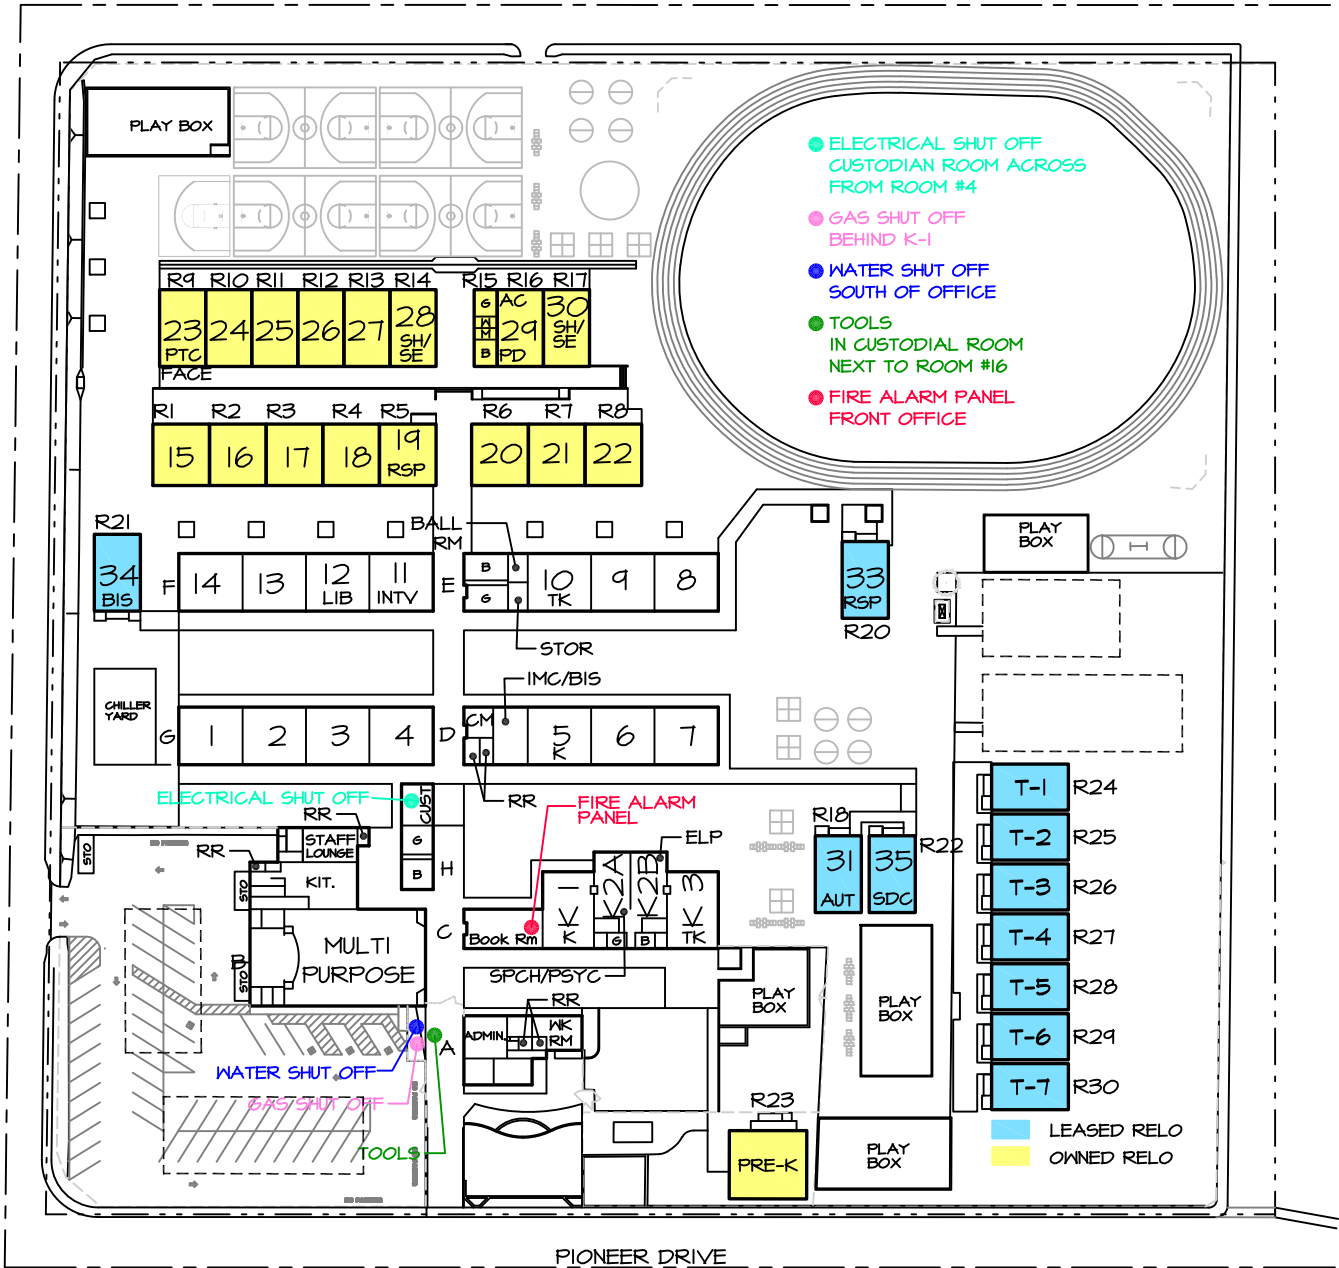 PLAY BOX
ELECTRICAL SHUT OFF
CUSTODIAN ROOM ACROSS
FROM ROOM #4
GAS SHUT OFF
BEHIND K-1
WATER SHUT OFF
SOUTH OF OFFICE
TOOLS
IN CUSTODIAL ROOM
NEXT TO ROOM #16
FIRE ALARM PANEL
FRONT OFFICE
R9 R10 R11 R12 R13 R14 R15 R16 R17
23 24 25 26 27 28 G W M B AC 29 30
PTC SH/ SE PD SH/ SE
FACE
R1 R2 R3 R4 R5 R6 R7 R8
15 16 17 18 19 20 21 22
RSP
R21
34
BIS
BALL
RM
F 14 13 12 11 E B G 10 9 8
LIB INTV TK
33
RSP
R20
PLAY
BOX
STOR
IMC/BIS
CHILLER
YARD
G 1 2 3 4 D CM 5 6 7
K
RR
ELECTRICAL SHUT OFF
CUST
G
B
H
FIRE ALARM
PANEL
RR
STAFF
LOUNGE
RR
STO
KIT.
STO
ELP
R18
31
AUT
35
SDC
R22
T-1 R24
T-2 R25
T-3 R26
T-4 R27
T-5 R28
T-6 R29
T-7 R30
C
Book Rm
K 1
K
K2A
K2B
G B
K 3
TK
B
STO
MULTI
PURPOSE
SPCH/PSYC
RR
ADMIN.
WK
RM
A
PLAY
BOX
PLAY
BOX
WATER SHUT OFF
GAS SHUT OFF
TOOLS
NO PARKING
NO PARKING
R23
PRE-K
PLAY
BOX
LEASED RELO
OWNED RELO
PIONEER DRIVE